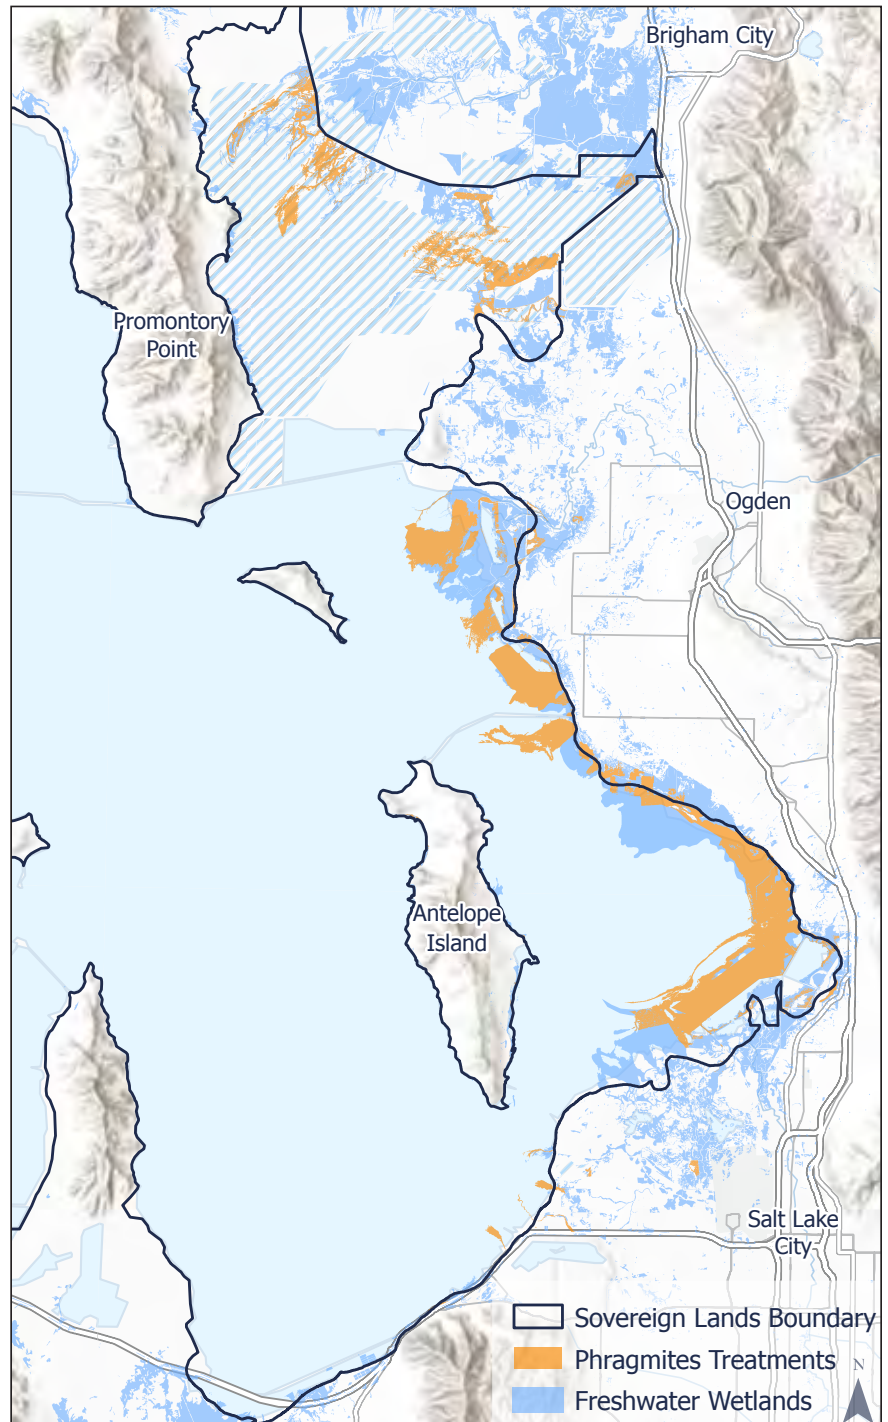 Brigham City
Promontory
Point
Ogden
Antelope
Island
Salt Lake
City
Sovereign Lands Boundary
Phragmites Treatments
N
Freshwater Wetlands